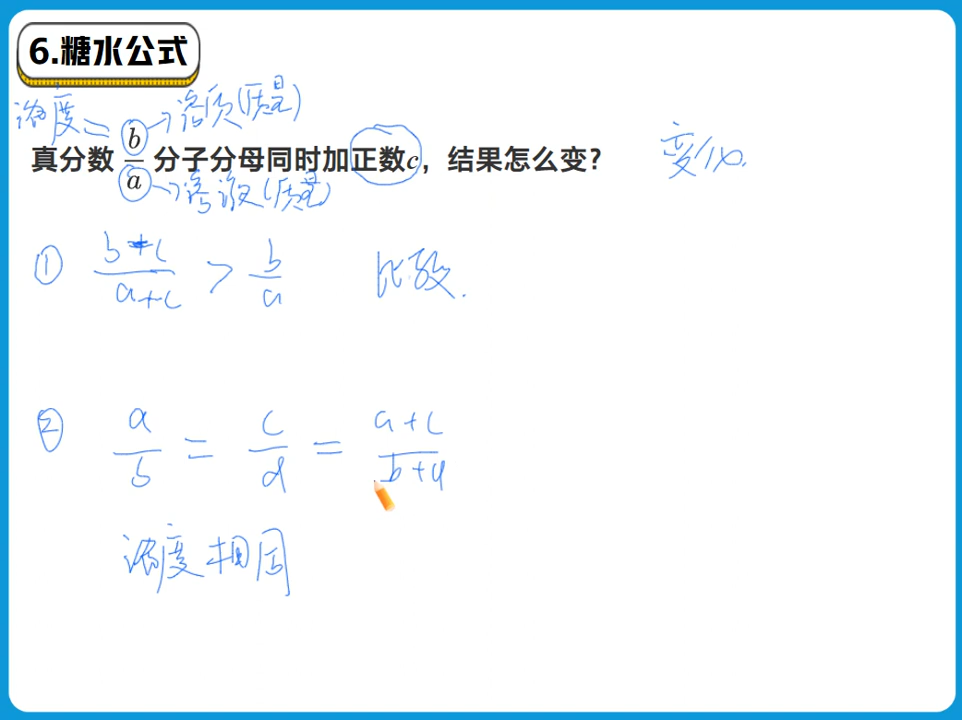 6.糖水公式
浓度= b →溶质(质量)
真分数 b/a 分子分母同时加正数c，结果怎么变? 变化.
a →溶液(质量)
① (b+c)/(a+c) > b/a 比较.
② a/b = c/d = (a+c)/(b+d)
浓度相同